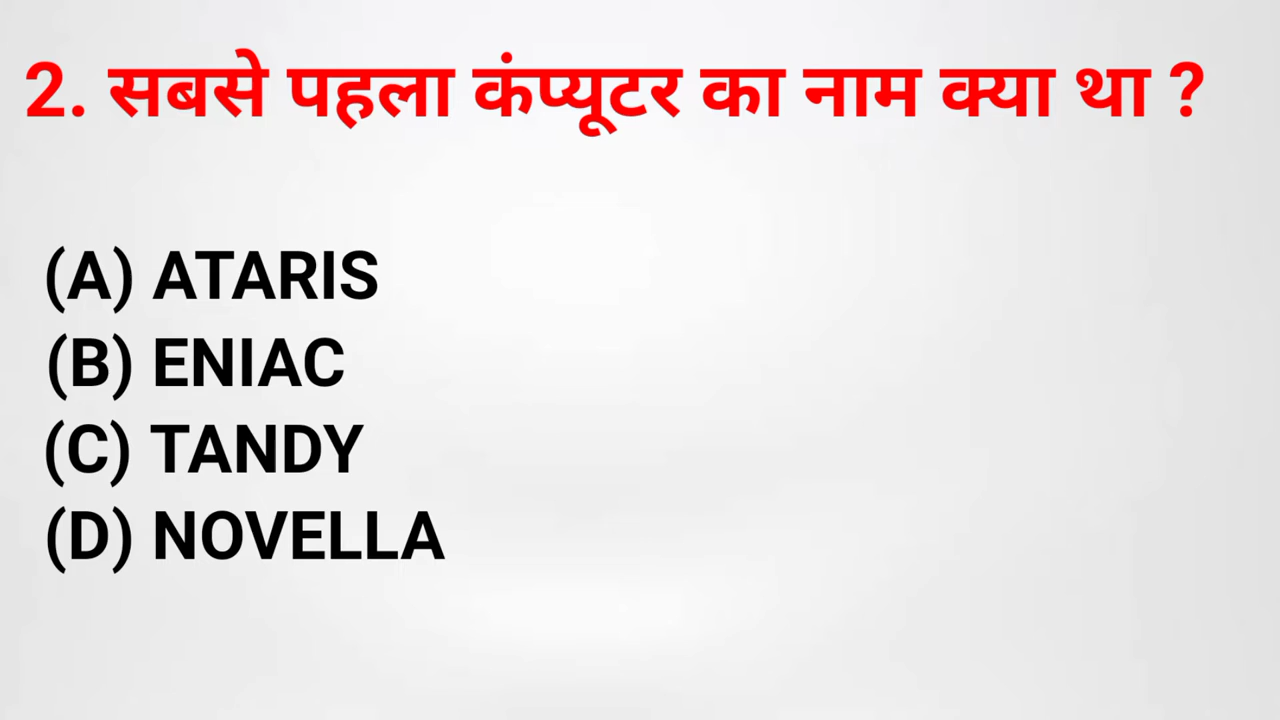 2. सबसे पहला कंप्यूटर का नाम क्या था ?
(A) ATARIS
(B) ENIAC
(C) TANDY
(D) NOVELLA